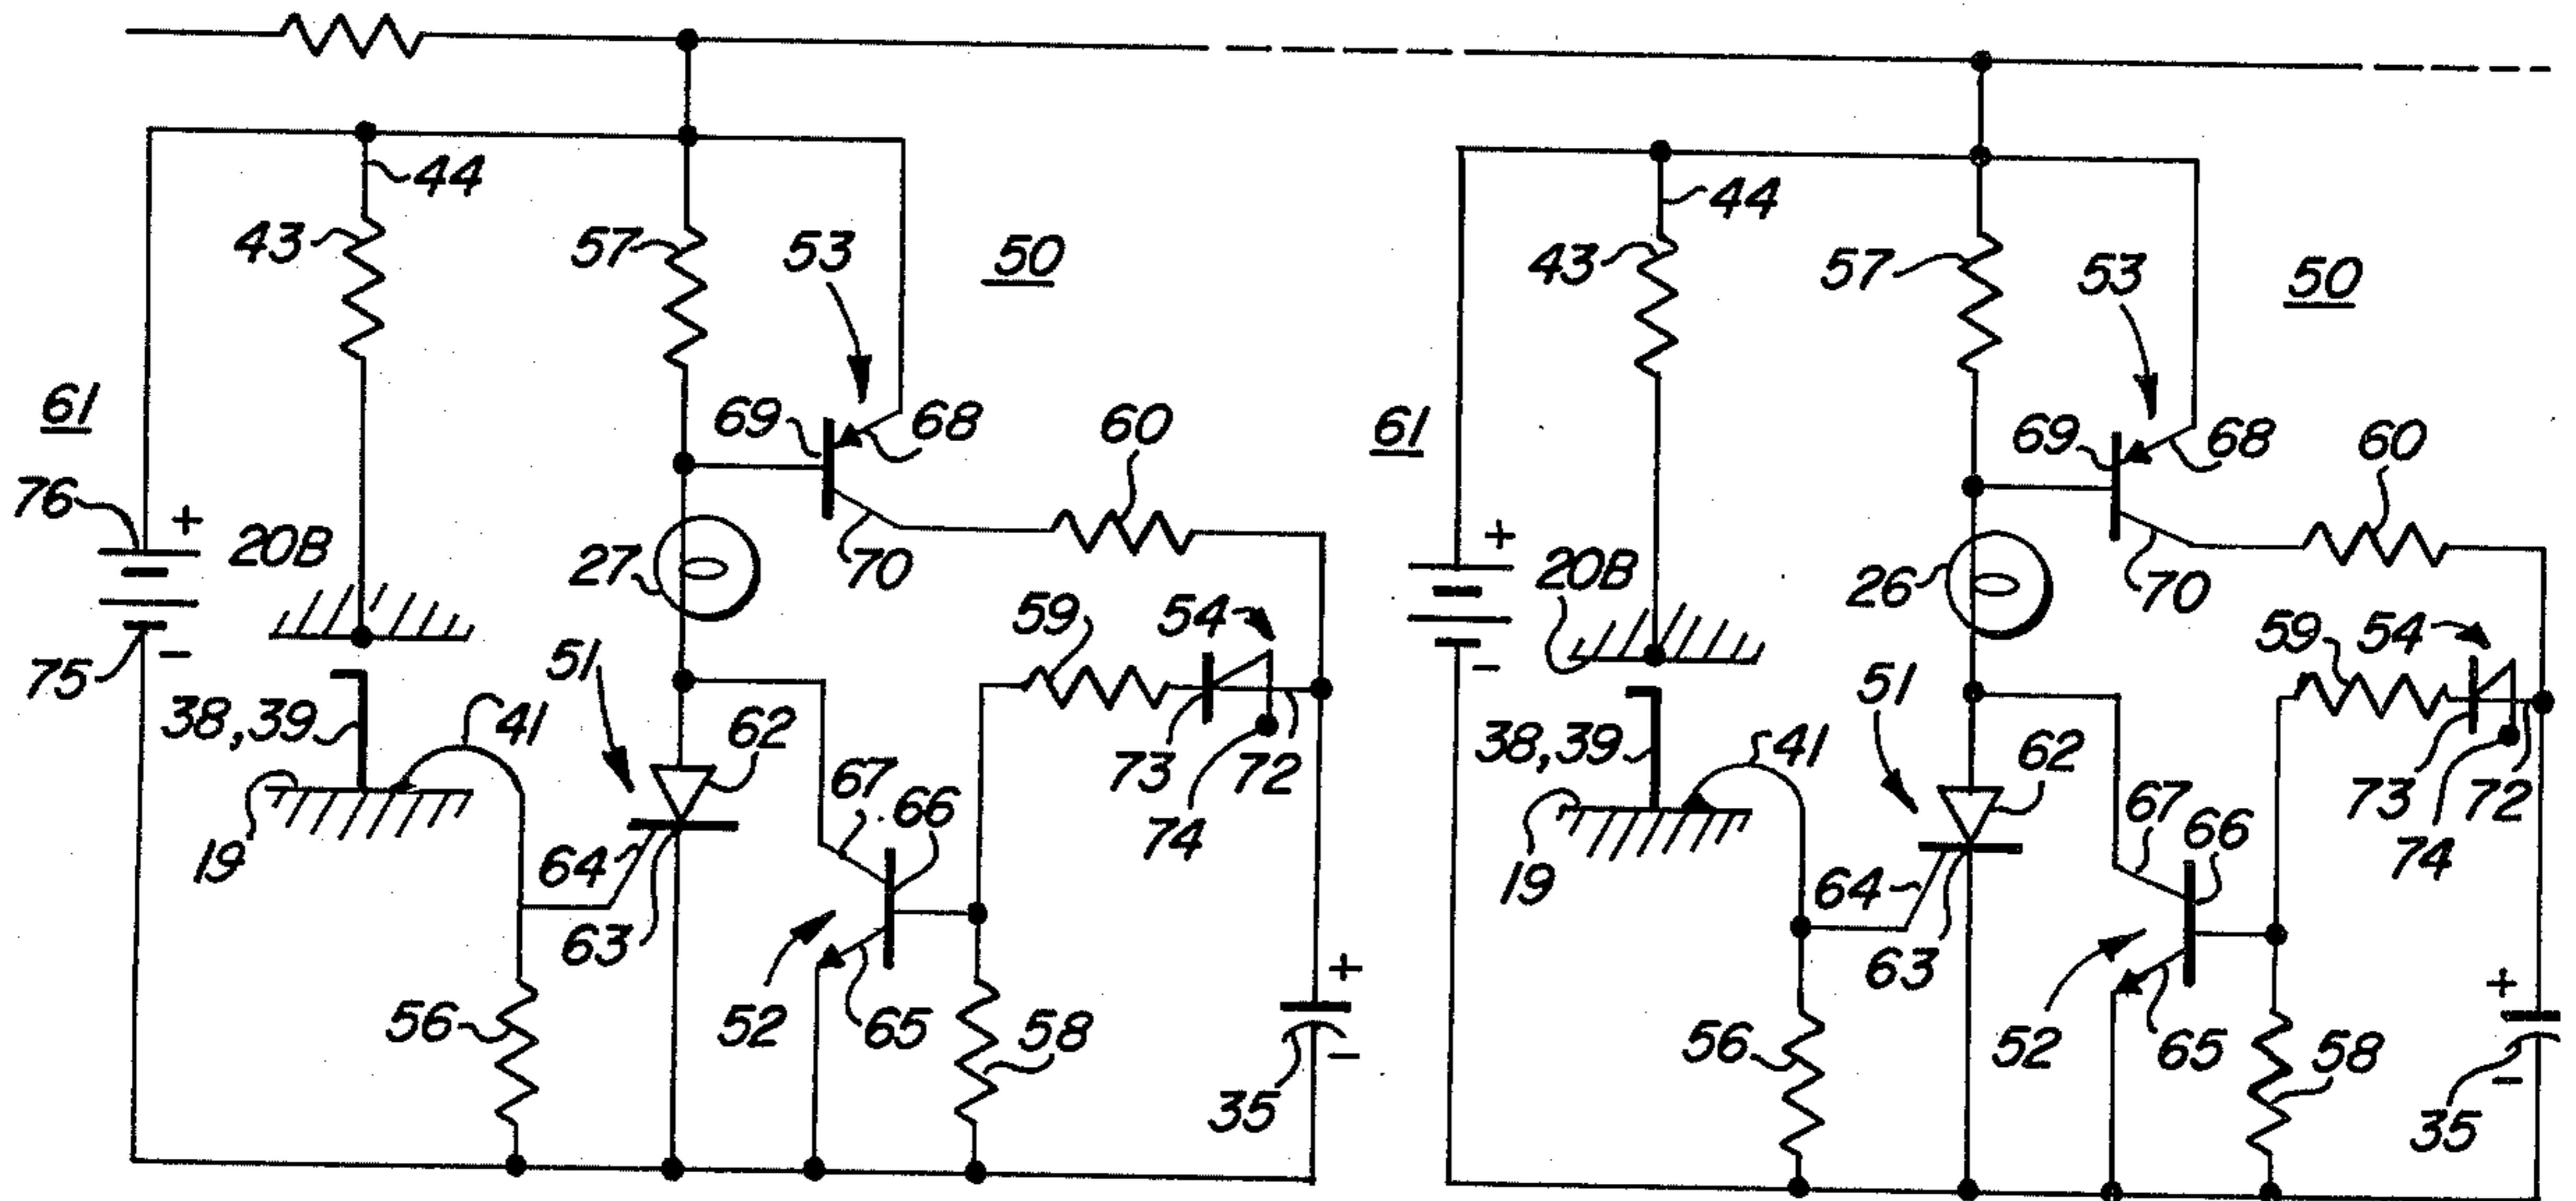 44 44
43 57 53 50 43 57 53 50
61 69 68 60 61 69 68 60
76 + 20B 27 70 + 20B 26 70
75 − 51 59 54 − 51 59 54
38,39 41 62 73 72 38,39 41 62 73 72
19 64 67 66 74 19 64 67 66 74
63 63
56 52 65 58 + 56 52 65 58 +
35 − 35 −